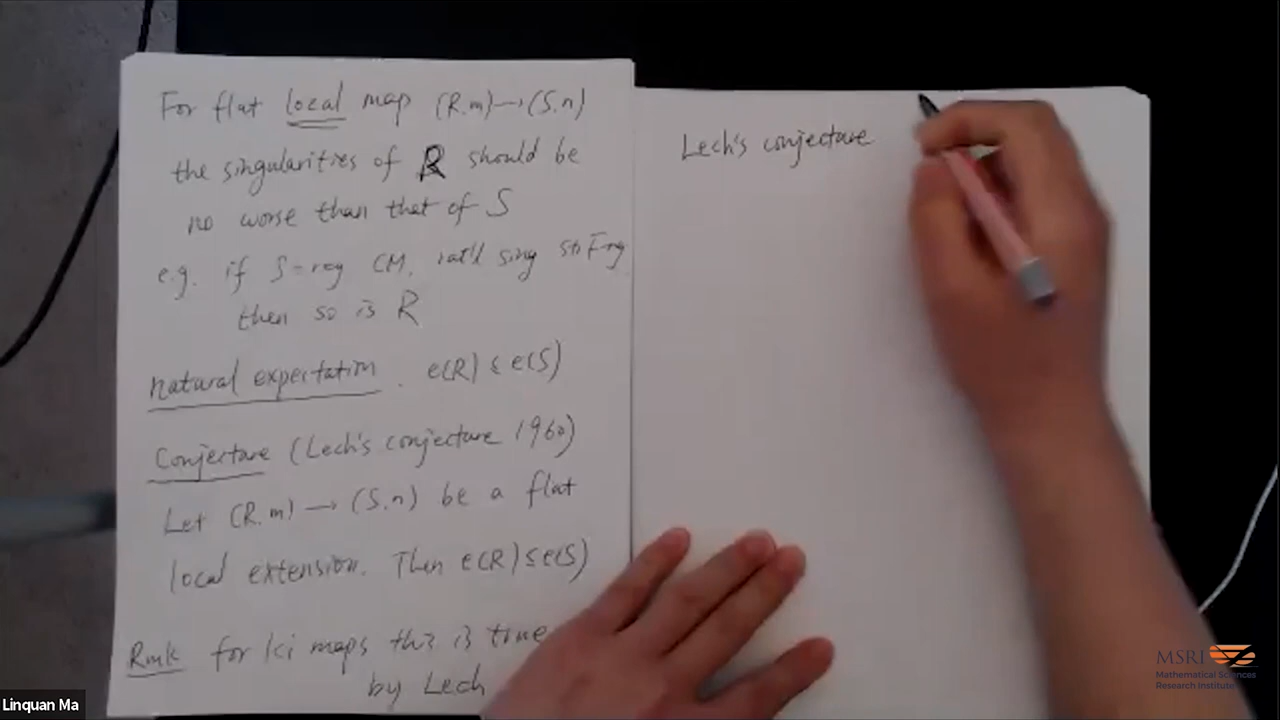 For flat local map (R.m)→(S.n)
the singularities of R should be
no worse than that of S
e.g. if S-reg CM, rat'l sing str F-reg
then so is R
Natural expectation. e(R) ≤ e(S)
Conjecture (Lech's conjecture 1960)
Let (R.m) → (S.n) be a flat
local extension. Then e(R) ≤ e(S)
Rmk for lci maps this is true
by Lech
Lech's conjecture
MSRI
Mathematical Sciences
Research Institute
Linquan Ma